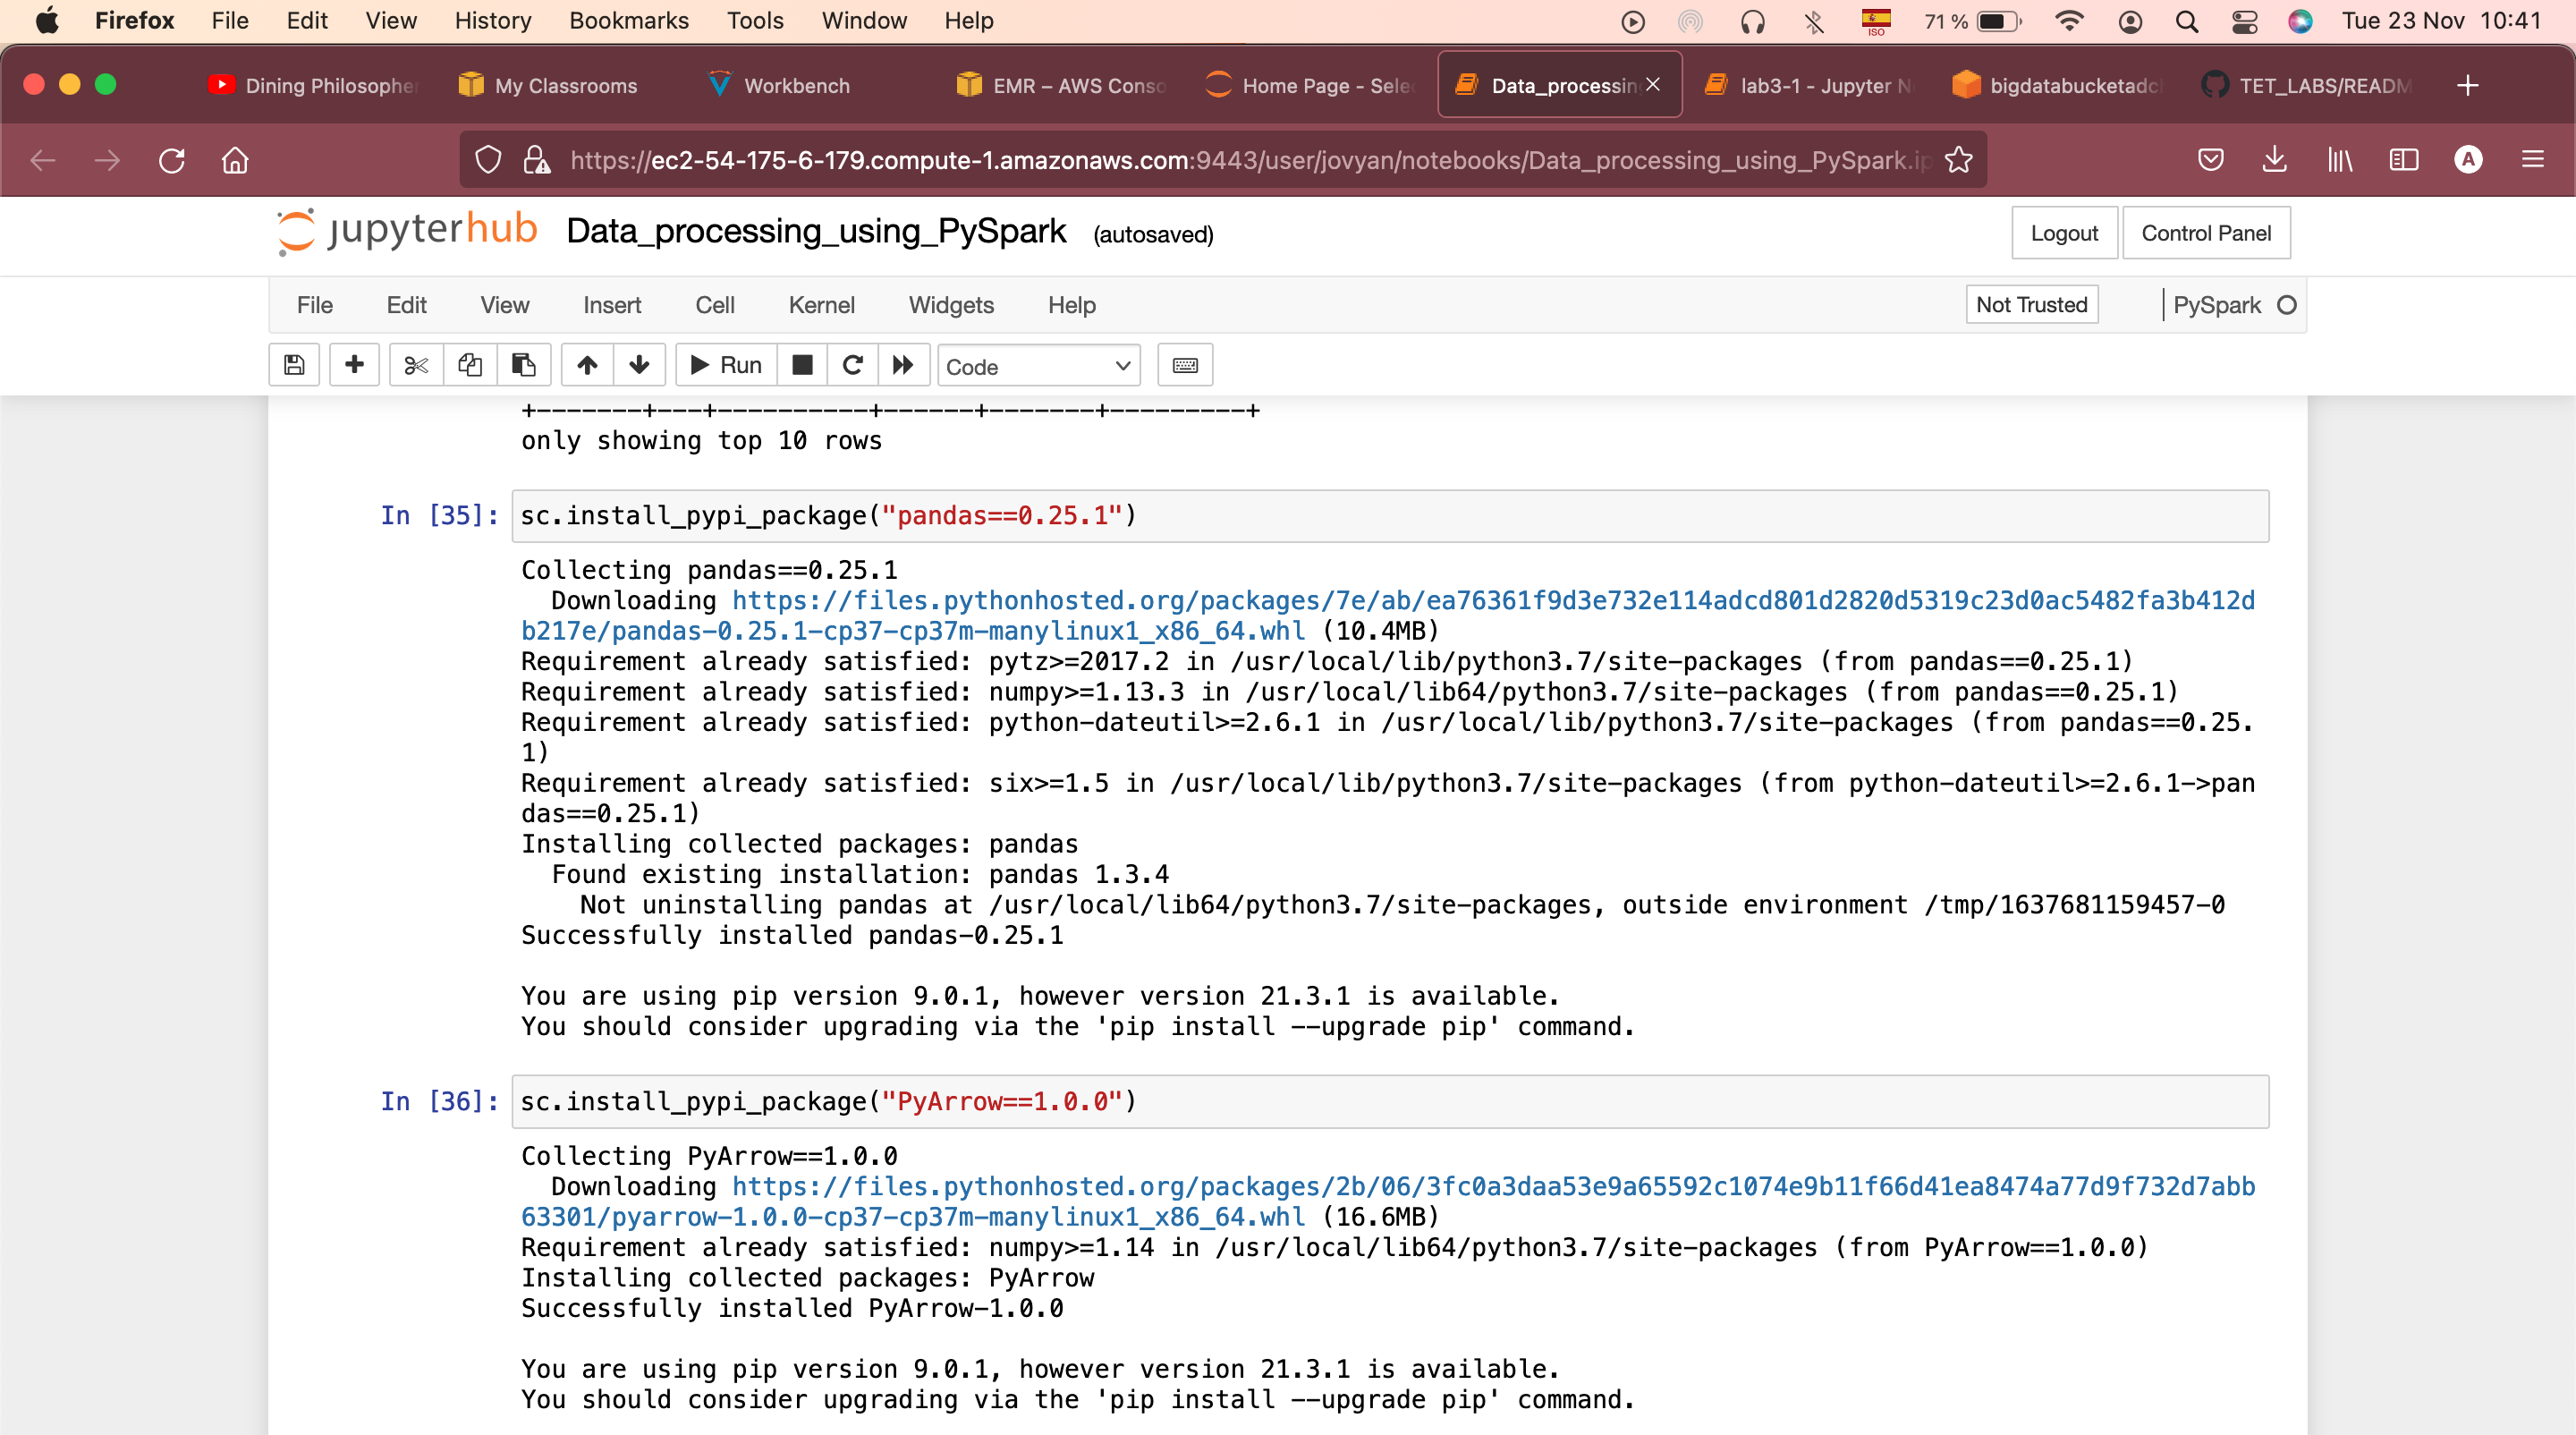 Firefox File Edit View History Bookmarks Tools Window Help ISO 71 % Tue 23 Nov 10:41
Dining Philosopher My Classrooms Workbench EMR – AWS Conso Home Page - Sele Data_processin lab3-1 - Jupyter N bigdatabucketadc TET_LABS/READM
https://ec2-54-175-6-179.compute-1.amazonaws.com:9443/user/jovyan/notebooks/Data_processing_using_PySpark.ip A
jupyterhub Data_processing_using_PySpark (autosaved) Logout Control Panel
File Edit View Insert Cell Kernel Widgets Help Not Trusted PySpark
Run Code
+-------+---+----------+------+-------+---------+
only showing top 10 rows
In [35]: sc.install_pypi_package("pandas==0.25.1")
Collecting pandas==0.25.1
Downloading https://files.pythonhosted.org/packages/7e/ab/ea76361f9d3e732e114adcd801d2820d5319c23d0ac5482fa3b412d
b217e/pandas-0.25.1-cp37-cp37m-manylinux1_x86_64.whl (10.4MB)
Requirement already satisfied: pytz>=2017.2 in /usr/local/lib/python3.7/site-packages (from pandas==0.25.1)
Requirement already satisfied: numpy>=1.13.3 in /usr/local/lib64/python3.7/site-packages (from pandas==0.25.1)
Requirement already satisfied: python-dateutil>=2.6.1 in /usr/local/lib/python3.7/site-packages (from pandas==0.25.
1)
Requirement already satisfied: six>=1.5 in /usr/local/lib/python3.7/site-packages (from python-dateutil>=2.6.1->pan
das==0.25.1)
Installing collected packages: pandas
Found existing installation: pandas 1.3.4
Not uninstalling pandas at /usr/local/lib64/python3.7/site-packages, outside environment /tmp/1637681159457-0
Successfully installed pandas-0.25.1
You are using pip version 9.0.1, however version 21.3.1 is available.
You should consider upgrading via the 'pip install --upgrade pip' command.
In [36]: sc.install_pypi_package("PyArrow==1.0.0")
Collecting PyArrow==1.0.0
Downloading https://files.pythonhosted.org/packages/2b/06/3fc0a3daa53e9a65592c1074e9b11f66d41ea8474a77d9f732d7abb
63301/pyarrow-1.0.0-cp37-cp37m-manylinux1_x86_64.whl (16.6MB)
Requirement already satisfied: numpy>=1.14 in /usr/local/lib64/python3.7/site-packages (from PyArrow==1.0.0)
Installing collected packages: PyArrow
Successfully installed PyArrow-1.0.0
You are using pip version 9.0.1, however version 21.3.1 is available.
You should consider upgrading via the 'pip install --upgrade pip' command.